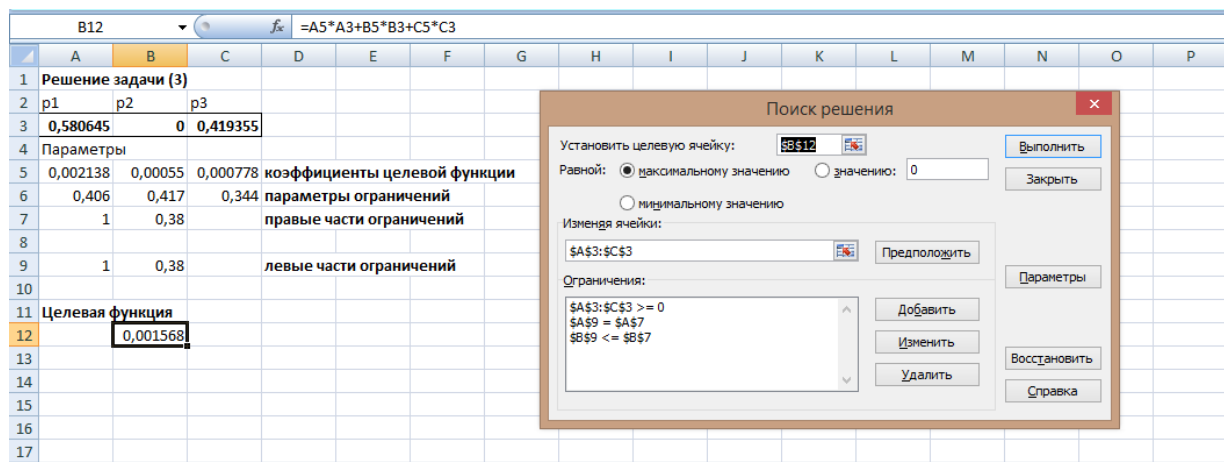 B12 fx =A5*A3+B5*B3+C5*C3
A B C D E F G H I J K L M N O P
1 Решение задачи (3)
2 p1 p2 p3
3 0,580645 0 0,419355
4 Параметры
5 0,002138 0,00055 0,000778 коэффициенты целевой функции
6 0,406 0,417 0,344 параметры ограничений
7 1 0,38 правые части ограничений
8
9 1 0,38 левые части ограничений
10
11 Целевая функция
12 0,001568
13
14
15
16
17
Поиск решения
Установить целевую ячейку: $B$12 Выполнить
Равной: максимальному значению значению: 0 Закрыть
минимальному значению
Изменяя ячейки:
$A$3:$C$3 Предположить
Ограничения: Параметры
$A$3:$C$3 >= 0 Добавить
$A$9 = $A$7
$B$9 <= $B$7 Изменить
Восстановить
Удалить
Справка